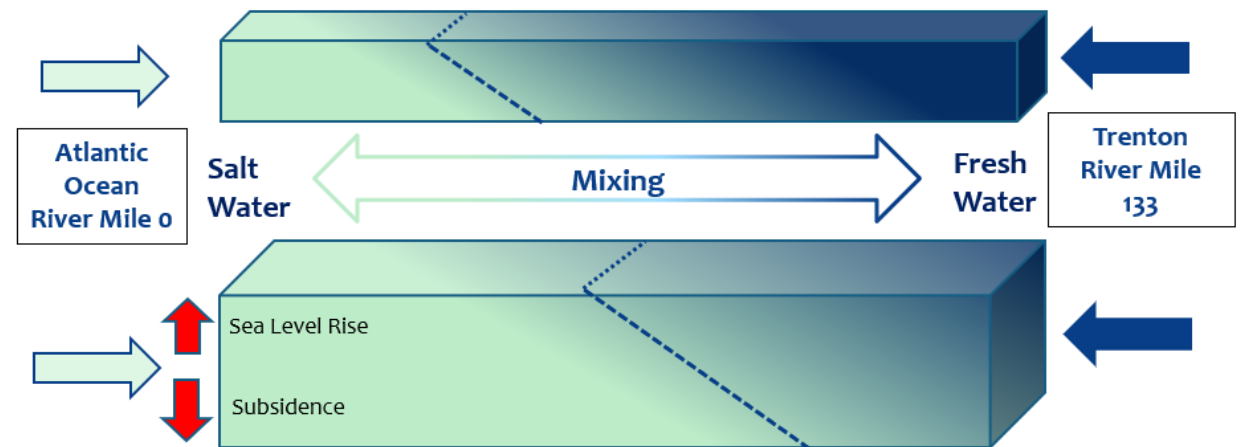 Atlantic
Ocean
River Mile 0
Salt
Water
Mixing
Fresh
Water
Trenton
River Mile
133
Sea Level Rise
Subsidence